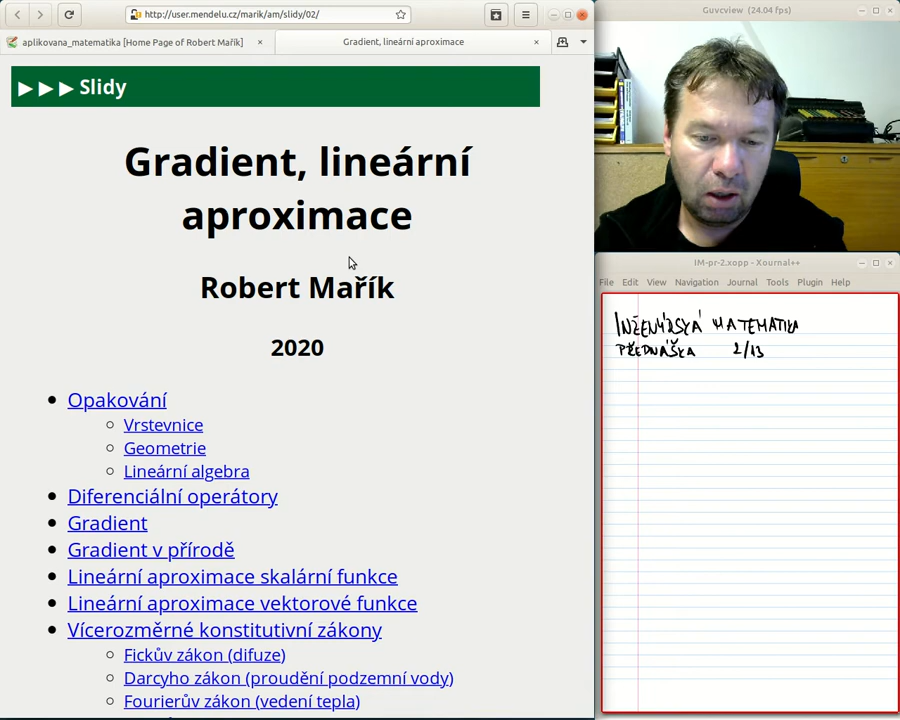 http://user.mendelu.cz/marik/am/slidy/02/
aplikovana_matematika [Home Page of Robert Mařík]
Gradient, lineární aproximace
▶ ▶ ▶ Slidy
Gradient, lineární
aproximace
Robert Mařík
2020
• Opakování
◦ Vrstevnice
◦ Geometrie
◦ Lineární algebra
• Diferenciální operátory
• Gradient
• Gradient v přírodě
• Lineární aproximace skalární funkce
• Lineární aproximace vektorové funkce
• Vícerozměrné konstitutivní zákony
◦ Fickův zákon (difuze)
◦ Darcyho zákon (proudění podzemní vody)
◦ Fourierův zákon (vedení tepla)
Guvcview (24.04 fps)
IM-pr-2.xopp - Xournal++
File Edit View Navigation Journal Tools Plugin Help
INŽENÝRSKÁ MATEMATIKA
PŘEDNÁŠKA 2/13